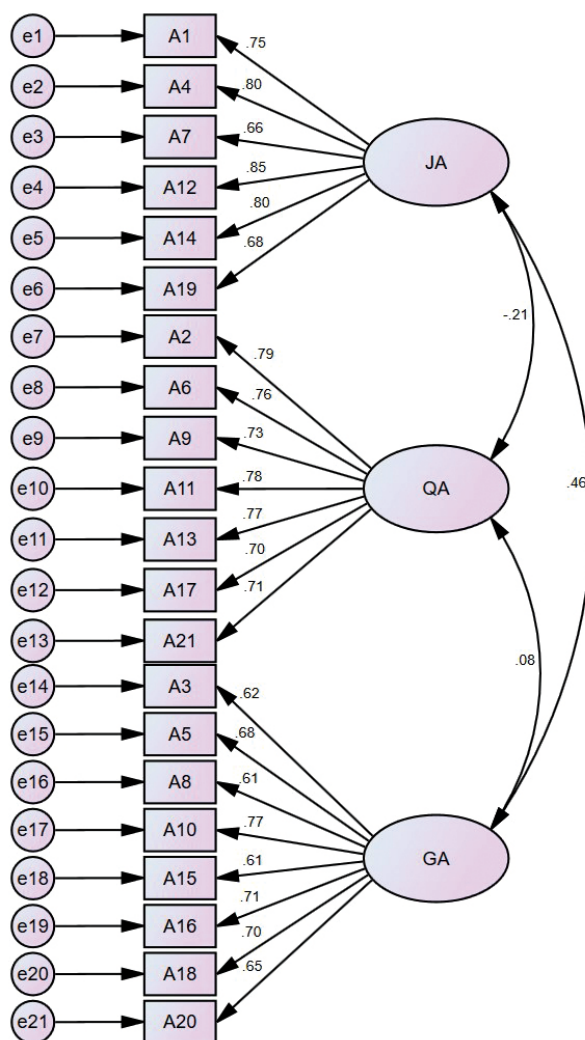 e1 A1 .75
e2 A4 .80
e3 A7 .66
JA
e4 A12 .85
e5 A14 .80
e6 A19 .68
e7 A2 .79
-.21
e8 A6 .76
e9 A9 .73
e10 A11 .78
QA
.46
e11 A13 .77
e12 A17 .70
e13 A21 .71
e14 A3 .62
.08
e15 A5 .68
e16 A8 .61
e17 A10 .77
GA
e18 A15 .61
e19 A16 .71
e20 A18 .70
e21 A20 .65